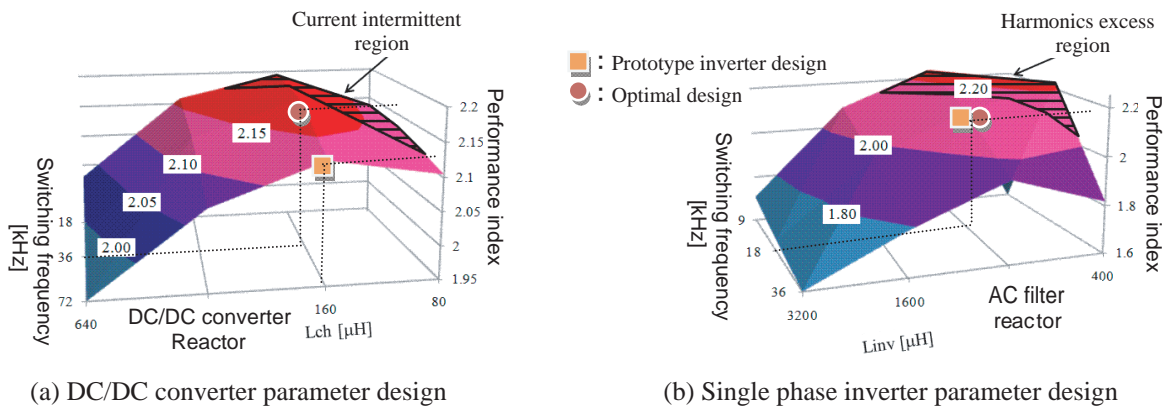 Current intermittent
region
2.15
2.10
2.05
2.00
Switching frequency
[kHz]
18
36
72
640
160
80
DC/DC converter
Reactor
Lch [μH]
2.2
2.15
2.1
2.05
2
1.95
Performance index
: Prototype inverter design
: Optimal design
Harmonics excess
region
2.20
2.00
1.80
Switching frequency
[kHz]
9
18
36
3200
1600
400
Linv [μH]
AC filter
reactor
2.2
2
1.8
1.6
Performance index
(a) DC/DC converter parameter design
(b) Single phase inverter parameter design